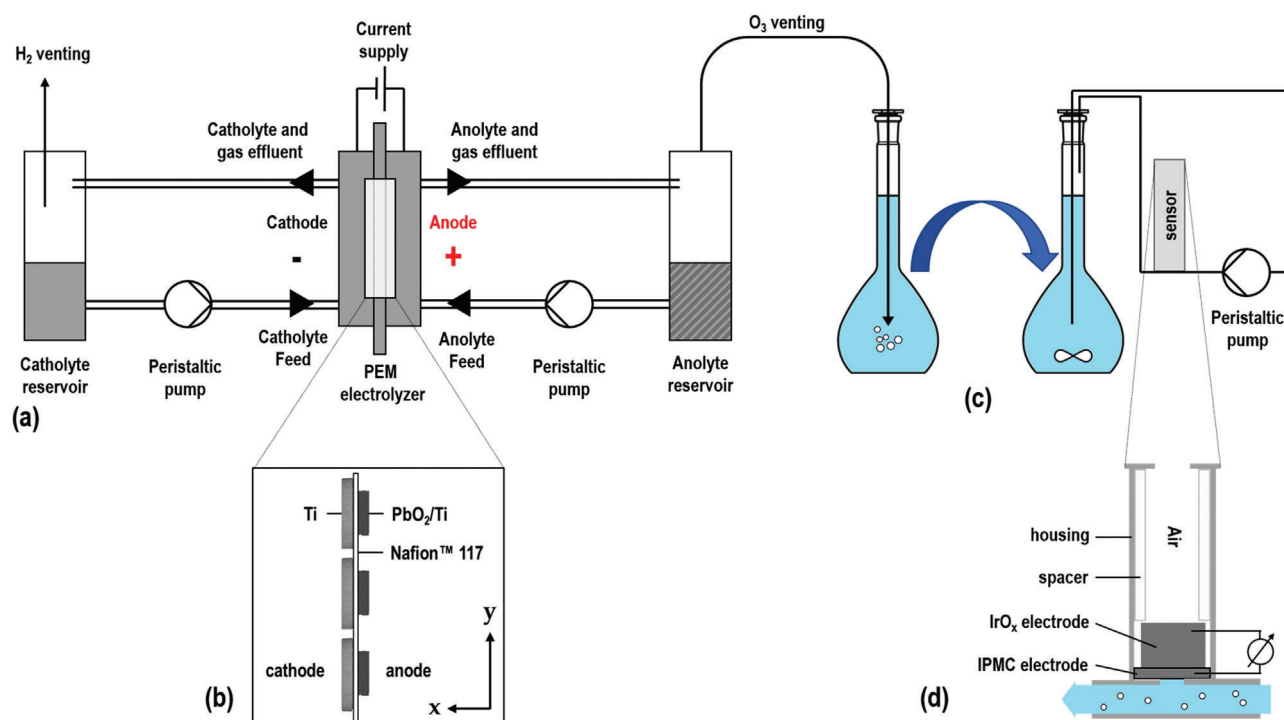 (a)
H₂ venting
Current
supply
Catholyte and
gas effluent
Anolyte and
gas effluent
Cathode
-
Anode
+
Catholyte
Feed
Anolyte
Feed
Catholyte
reservoir
Peristaltic
pump
PEM
electrolyzer
Peristaltic
pump
Anolyte
reservoir
O₃ venting
(b)
Ti
PbO₂/Ti
Nafion™ 117
cathode
anode
y
x
(c)
sensor
Peristaltic
pump
(d)
housing
spacer
Air
IrOₓ electrode
IPMC electrode